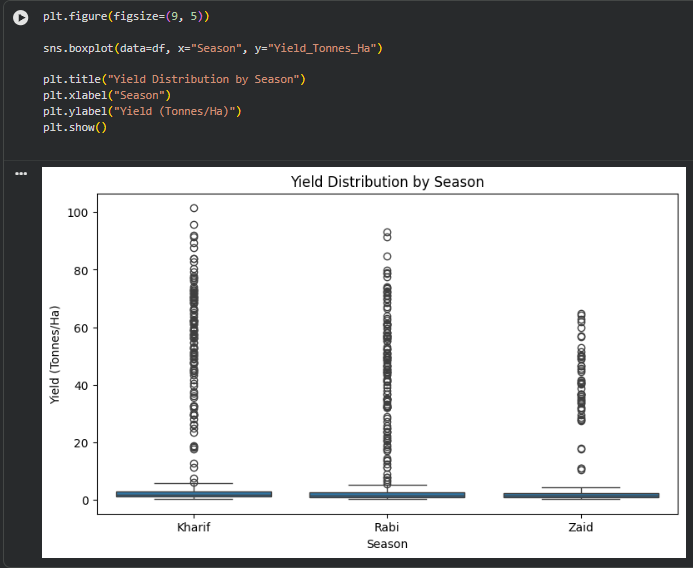 plt.figure(figsize=(9, 5))
sns.boxplot(data=df, x="Season", y="Yield_Tonnes_Ha")
plt.title("Yield Distribution by Season")
plt.xlabel("Season")
plt.ylabel("Yield (Tonnes/Ha)")
plt.show()
Yield Distribution by Season
100
80
60
40
20
0
Yield (Tonnes/Ha)
Kharif Rabi Zaid
Season